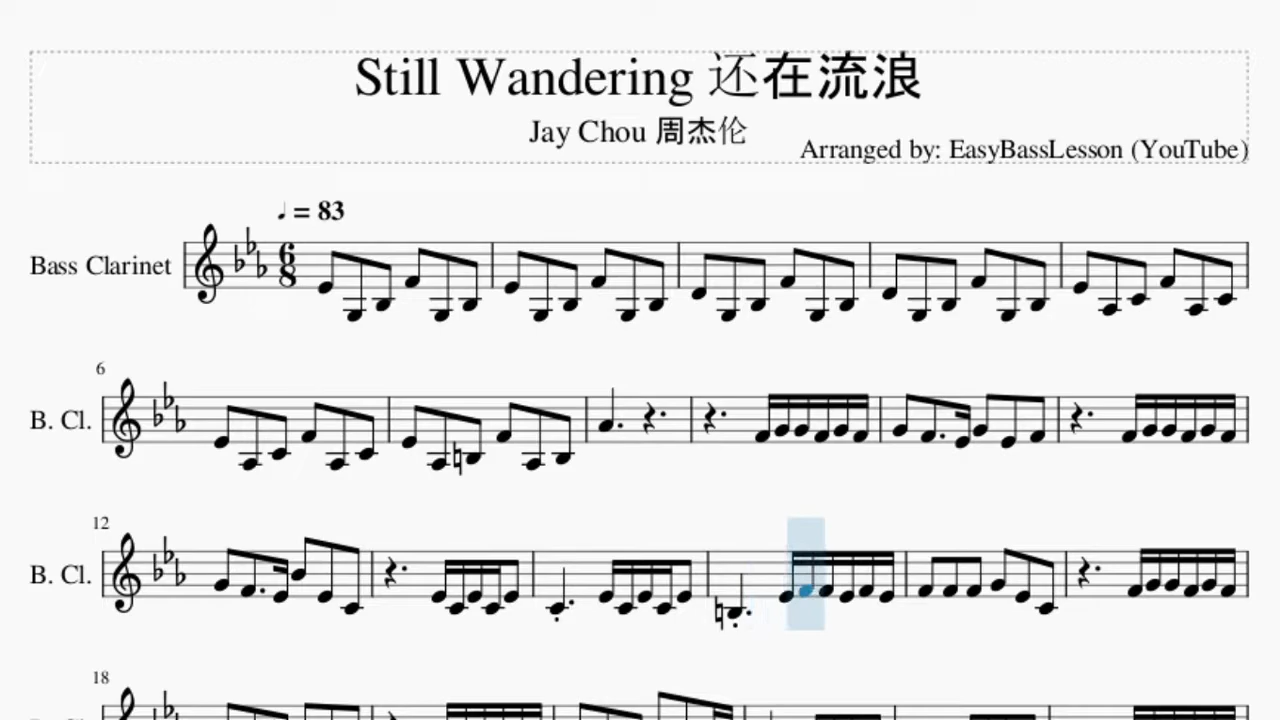 Still Wandering 还在流浪
Jay Chou 周杰伦
Arranged by: EasyBassLesson (YouTube)
♩ = 83
Bass Clarinet
6
8
6
B. Cl.
12
B. Cl.
18